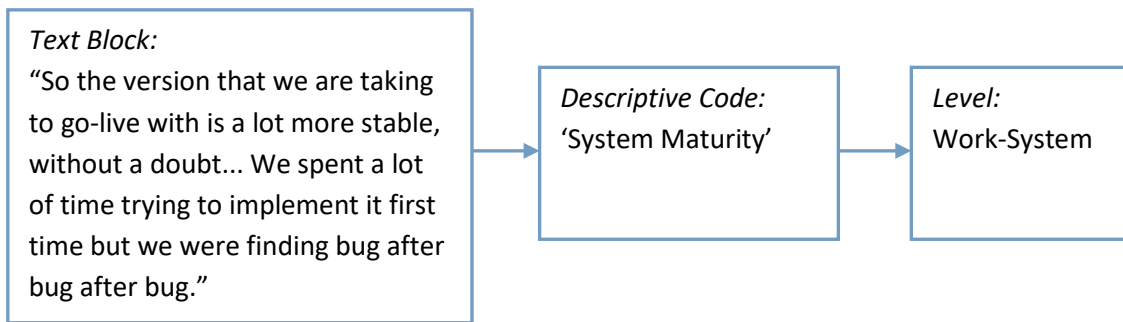 Text Block:
“So the version that we are taking
to go-live with is a lot more stable,
without a doubt... We spent a lot
of time trying to implement it first
time but we were finding bug after
bug after bug.”
Descriptive Code:
‘System Maturity’
Level:
Work-System